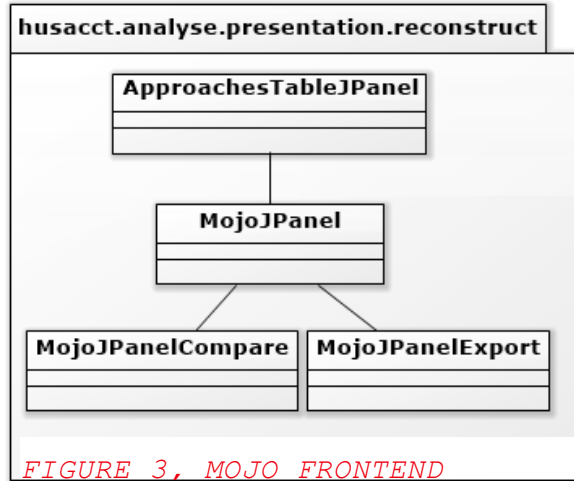 husacct.analyse.presentation.reconstruct
ApproachesTableJPanel
MojoJPanel
MojoJPanelCompare
MojoJPanelExport
FIGURE 3, MOJO FRONTEND